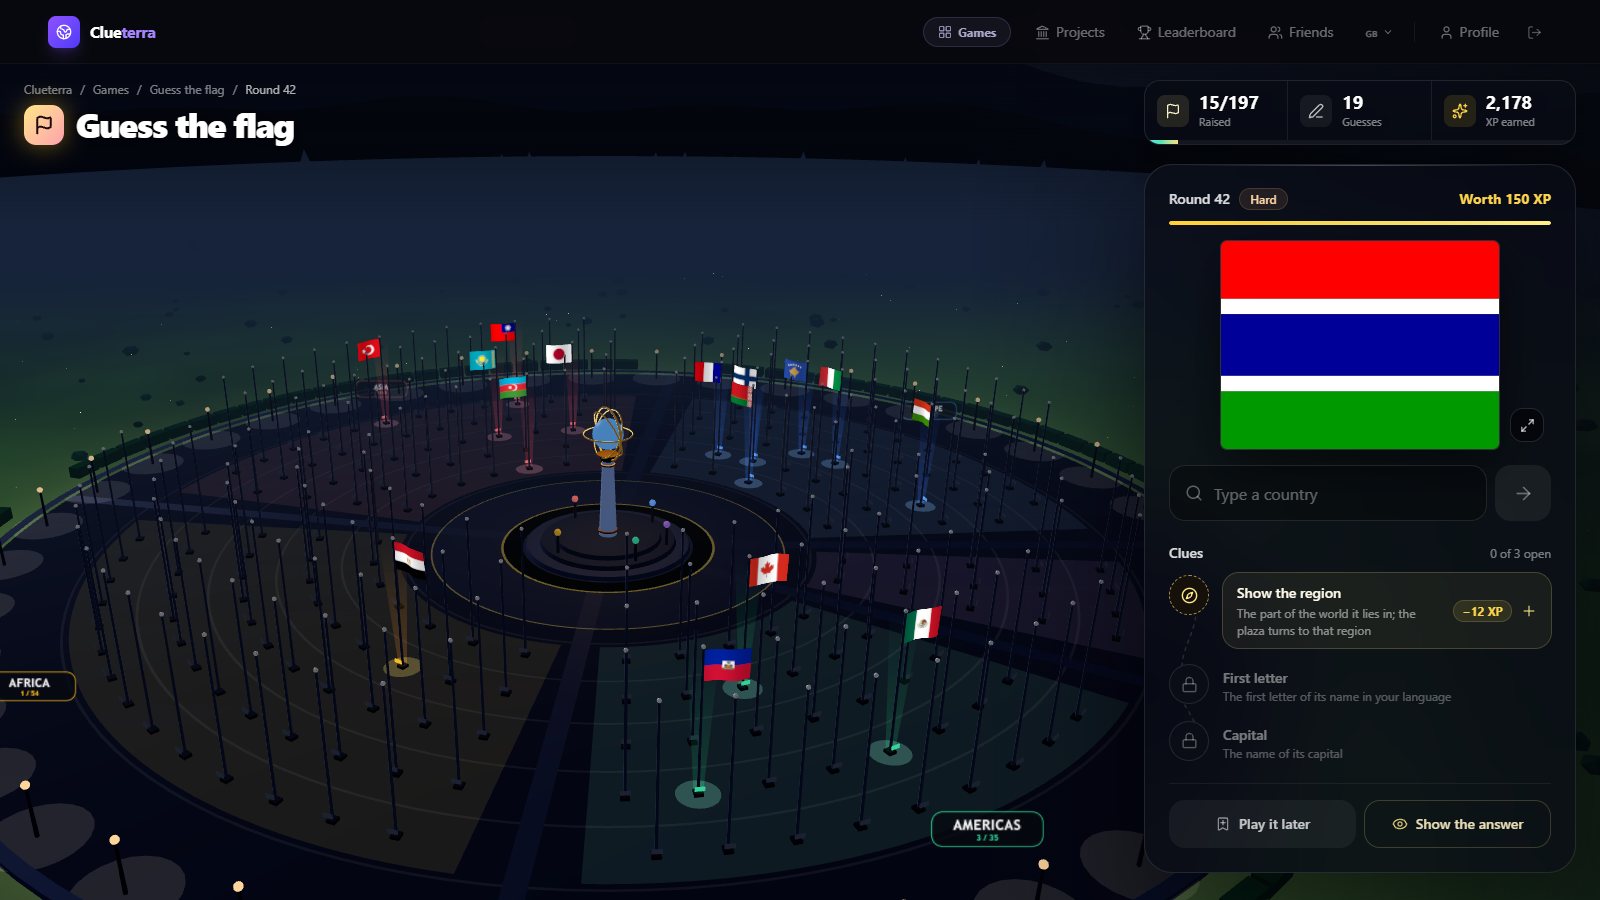 Clueterra
Games
Projects
Leaderboard
Friends
GB
Profile
Clueterra / Games / Guess the flag / Round 42
Guess the flag
15/197
Raised
19
Guesses
2,178
XP earned
Round 42
Hard
Worth 150 XP
Type a country
Clues
0 of 3 open
Show the region
The part of the world it lies in; the
plaza turns to that region
−12 XP
First letter
The first letter of its name in your language
Capital
The name of its capital
Play it later
Show the answer
ASIA
PE
AFRICA
1 / 54
AMERICAS
3 / 35